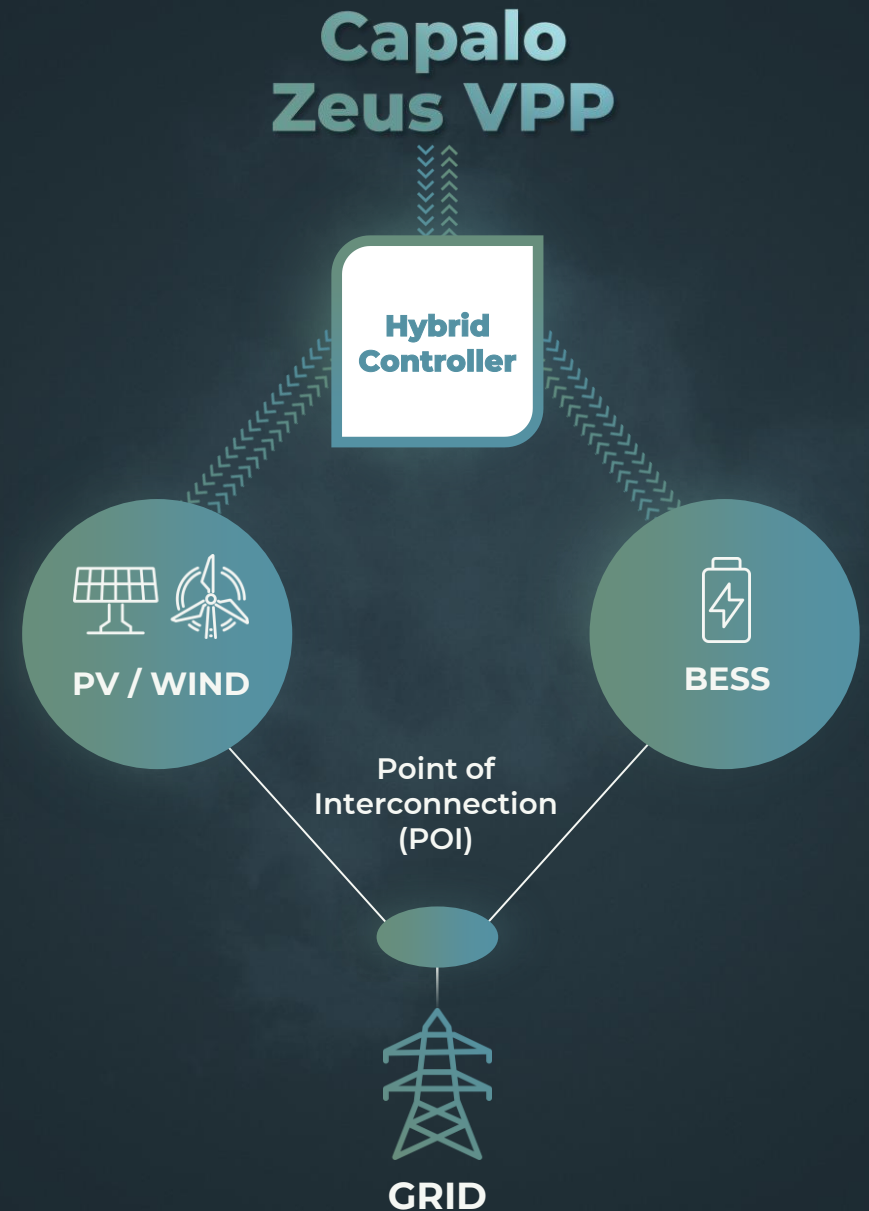 Capalo
Zeus VPP
Hybrid
Controller
PV / WIND
BESS
Point of
Interconnection
(POI)
GRID